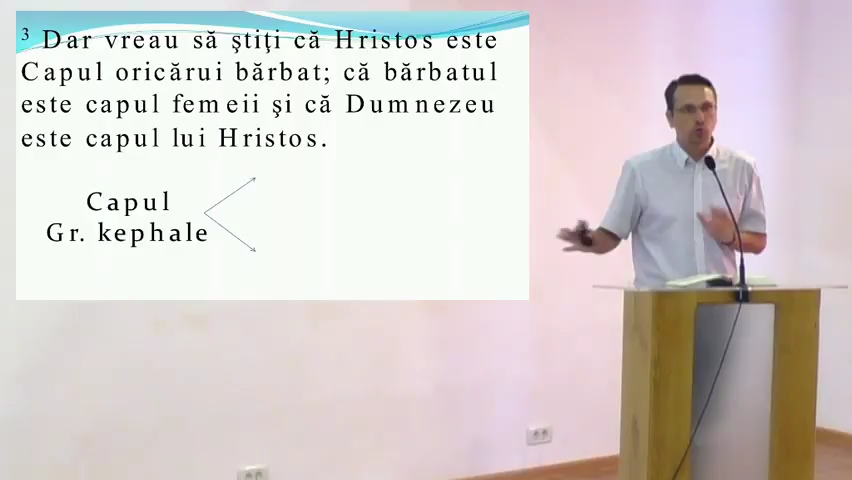 3 Dar vreau să ştiţi că Hristos este
Capul oricărui bărbat; că bărbatul
este capul femeii şi că Dumnezeu
este capul lui Hristos.
Capul
Gr. kephale